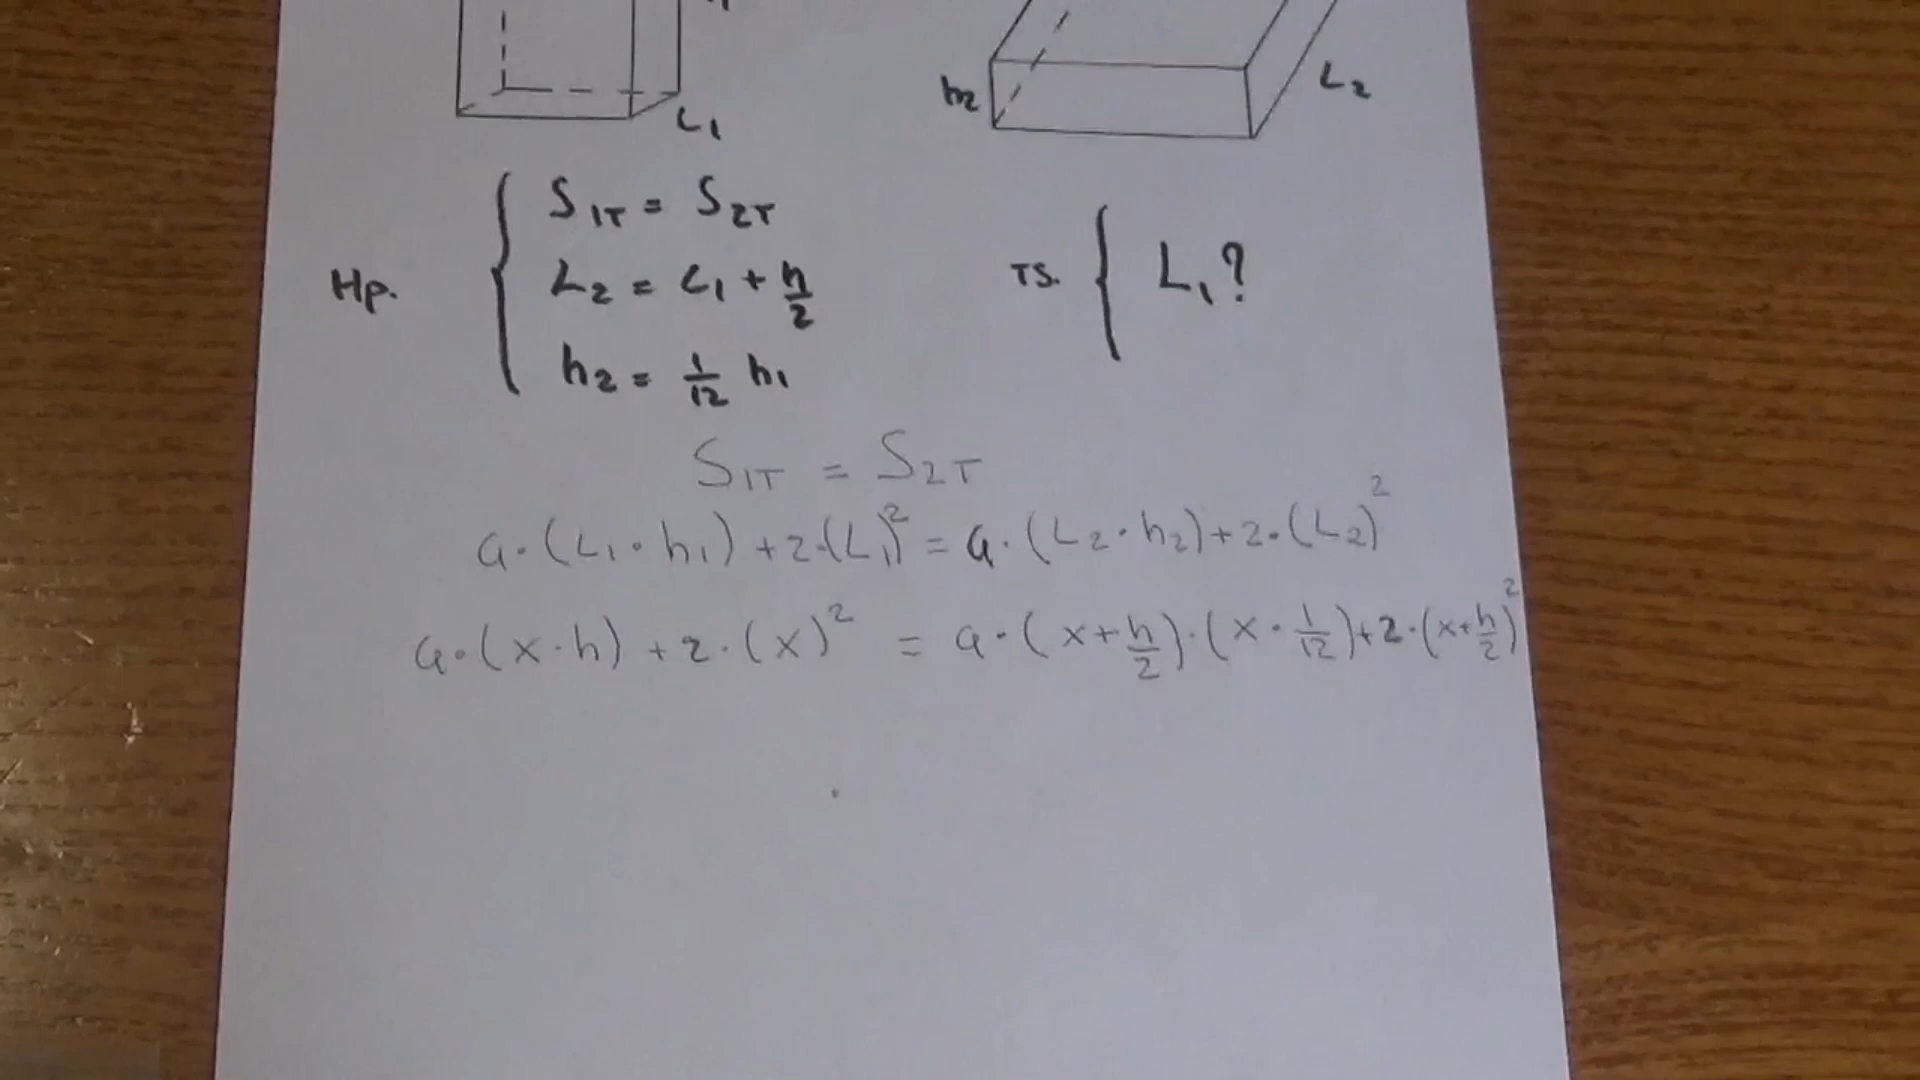 L₁
h₂
L₂
Hp.
S₁T = S₂T
L₂ = L₁ + h/2
h₂ = 1/12 h₁
TS.
L₁?
S₁T = S₂T
4·(L₁·h₁)+2·(L₁)² = 4·(L₂·h₂)+2·(L₂)²
4·(x·h)+2·(x)² = 4·(x+h/2)·(x·1/12)+2·(x+h/2)²